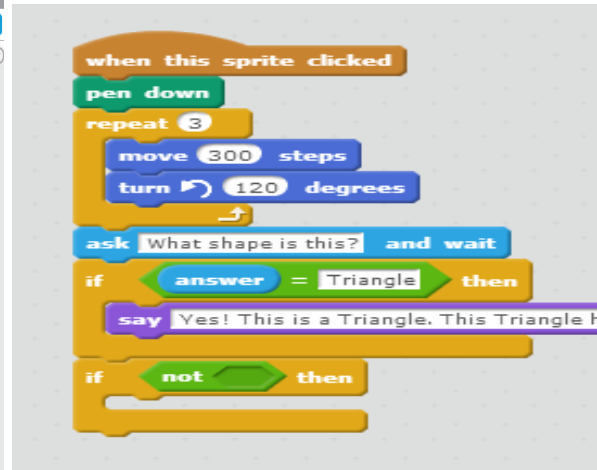 when this sprite clicked
pen down
repeat 3
move 300 steps
turn 120 degrees
ask What shape is this? and wait
if answer = Triangle then
say Yes! This is a Triangle. This Triangle
if not then